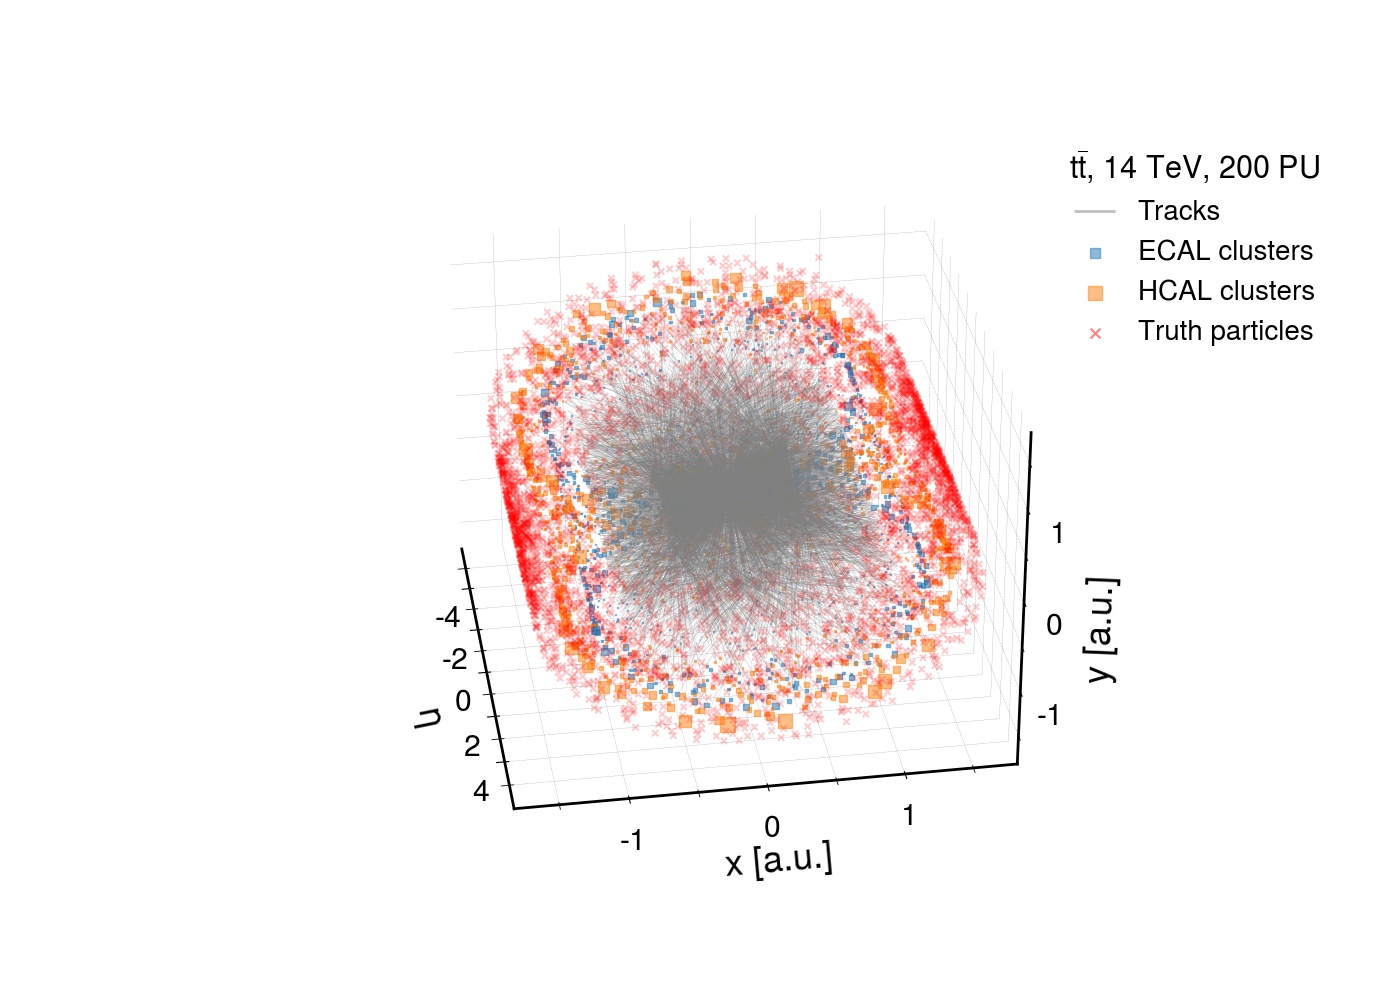 tt̄, 14 TeV, 200 PU
Tracks
ECAL clusters
HCAL clusters
Truth particles
-4
-2
0
2
4
η
-1
0
1
x [a.u.]
1
0
-1
y [a.u.]